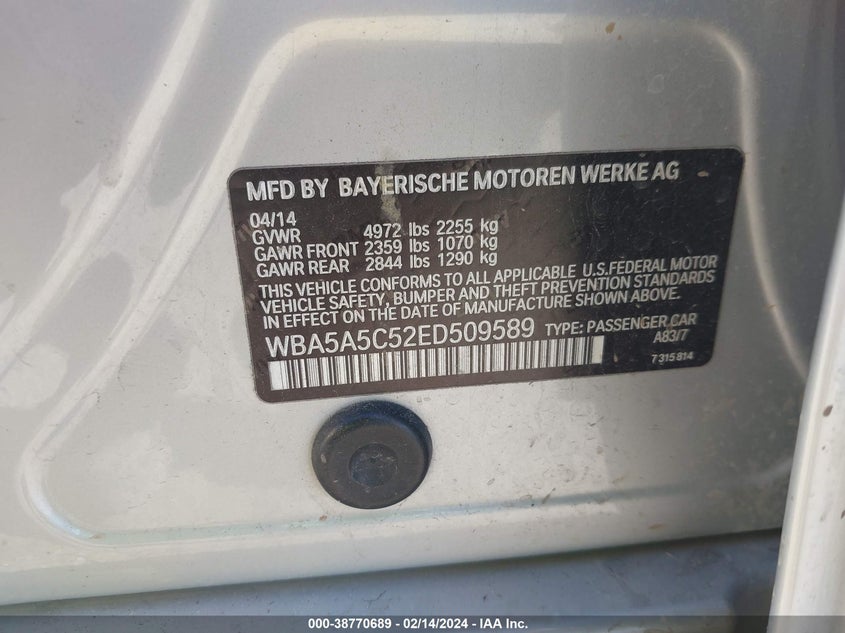 MFD BY BAYERISCHE MOTOREN WERKE AG
04/14
GVWR 4972 lbs 2255 kg
GAWR FRONT 2359 lbs 1070 kg
GAWR REAR 2844 lbs 1290 kg
THIS VEHICLE CONFORMS TO ALL APPLICABLE U.S.FEDERAL MOTOR
VEHICLE SAFETY, BUMPER AND THEFT PREVENTION STANDARDS
IN EFFECT ON THE DATE OF MANUFACTURE SHOWN ABOVE.
WBA5A5C52ED509589 TYPE: PASSENGER CAR
A83/7
7 315 814
000-38770689 - 02/14/2024 - IAA Inc.